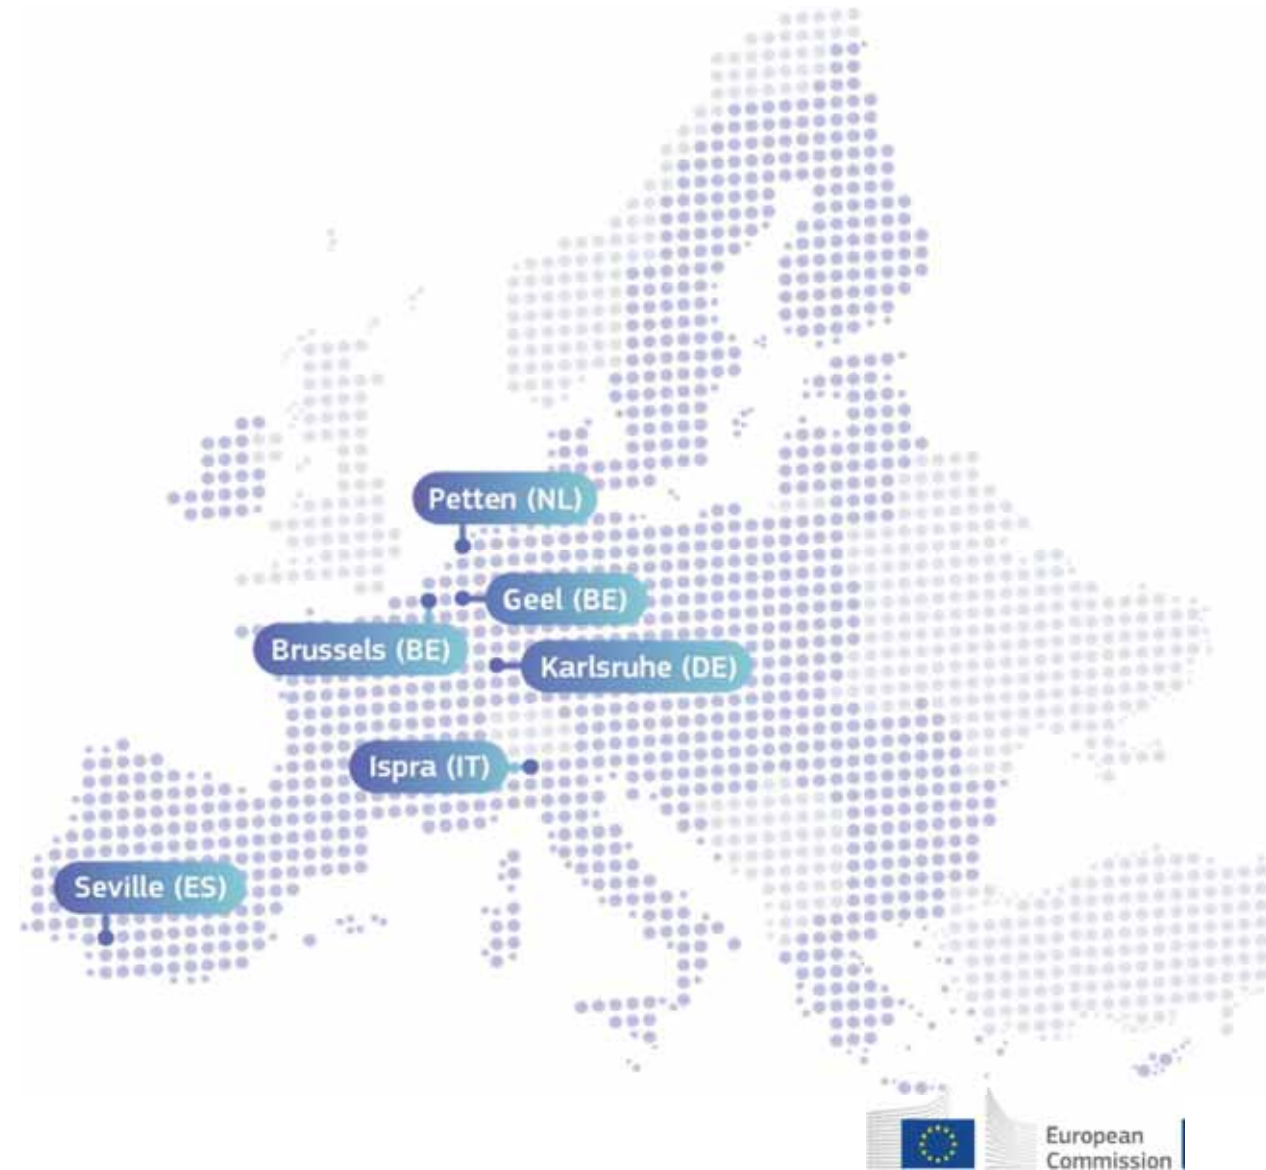 Petten (NL)
Geel (BE)
Brussels (BE)
Karlsruhe (DE)
Ispra (IT)
Seville (ES)
European
Commission